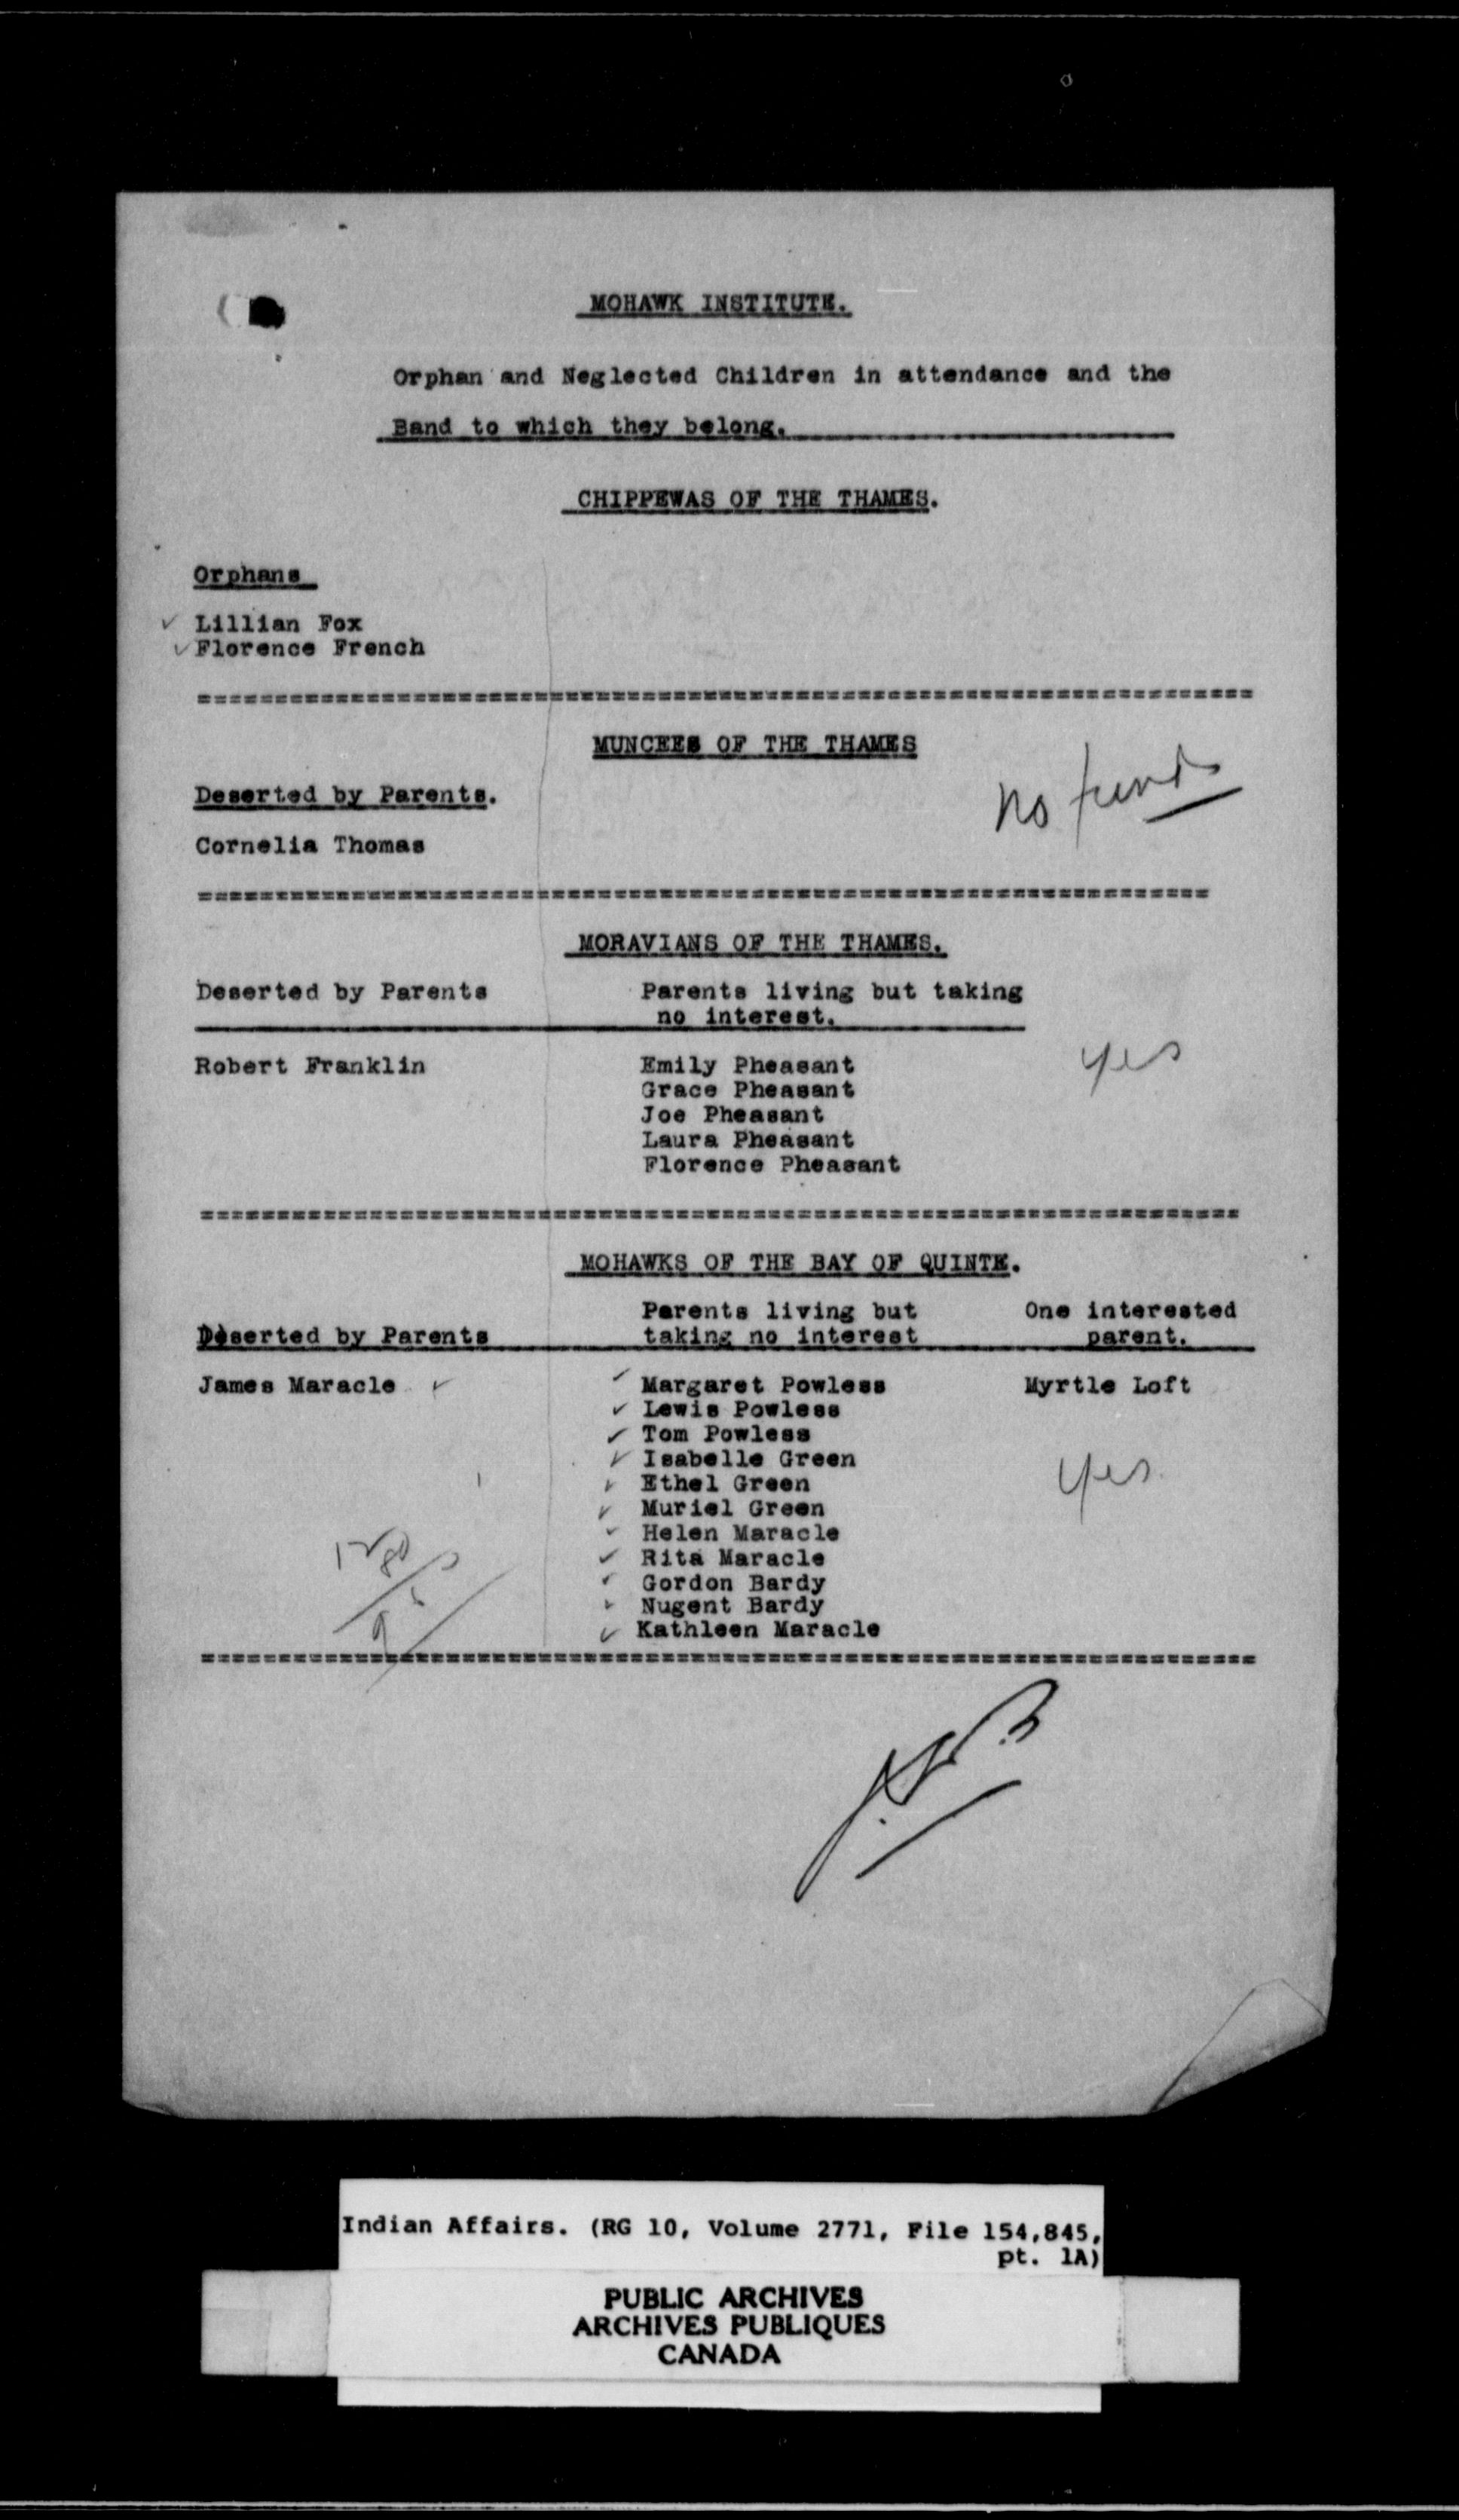 MOHAWK INSTITUTE.
Orphan and Neglected Children in attendance and the
Band to which they belong.
CHIPPEWAS OF THE THAMES.
Orphans
✓ Lillian Fox
✓ Florence French
=====================================================================
MUNCEES OF THE THAMES
No funds
Deserted by Parents.
Cornelia Thomas
==================================================================
MORAVIANS OF THE THAMES.
Deserted by Parents Parents living but taking
no interest.
Robert Franklin Emily Pheasant yes
Grace Pheasant
Joe Pheasant
Laura Pheasant
Florence Pheasant
====================================================================
MOHAWKS OF THE BAY OF QUINTE.
Parents living but One interested
Deserted by Parents taking no interest parent.
James Maracle ✓ ✓ Margaret Powless Myrtle Loft
✓ Lewis Powless
✓ Tom Powless
✓ Isabelle Green
✓ Ethel Green yes
✓ Muriel Green
✓ Helen Maracle
✓ Rita Maracle
✓ Gordon Bardy
✓ Nugent Bardy
✓ Kathleen Maracle
=====================================================================
Indian Affairs. (RG 10, Volume 2771, File 154,845,
pt. 1A)
PUBLIC ARCHIVES
ARCHIVES PUBLIQUES
CANADA